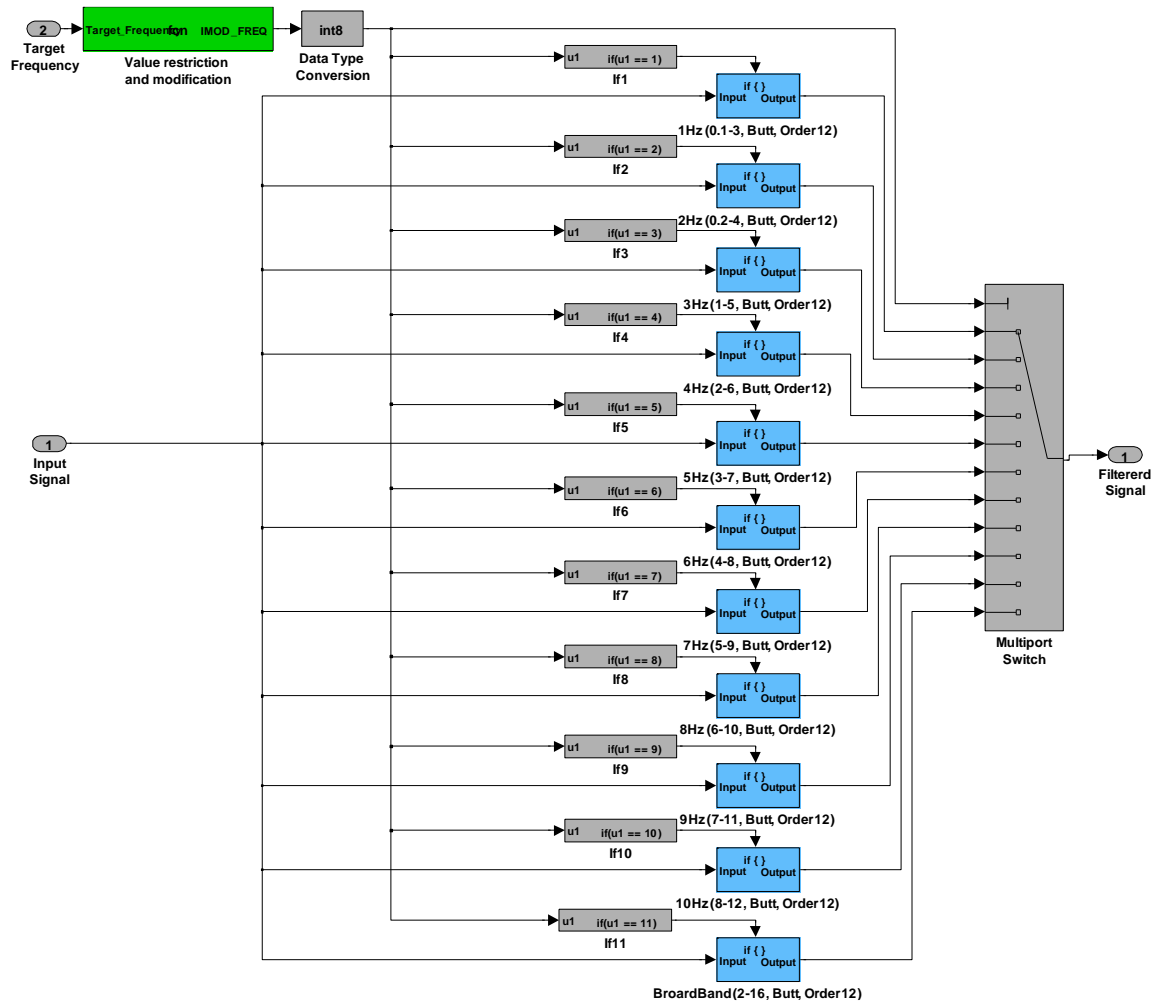 2
Target
Frequency
Target_Frequency
fcn
IMOD_FREQ
Value restriction
and modification
int8
Data Type
Conversion
u1 if(u1 == 1)
If1
if { }
Input Output
1Hz (0.1-3, Butt, Order12)
u1 if(u1 == 2)
If2
if { }
Input Output
2Hz (0.2-4, Butt, Order12)
u1 if(u1 == 3)
If3
if { }
Input Output
3Hz (1-5, Butt, Order12)
u1 if(u1 == 4)
If4
if { }
Input Output
4Hz (2-6, Butt, Order12)
u1 if(u1 == 5)
If5
if { }
Input Output
1
Input
Signal
5Hz (3-7, Butt, Order12)
u1 if(u1 == 6)
If6
if { }
Input Output
6Hz (4-8, Butt, Order12)
u1 if(u1 == 7)
If7
if { }
Input Output
7Hz (5-9, Butt, Order12)
u1 if(u1 == 8)
If8
if { }
Input Output
8Hz (6-10, Butt, Order12)
u1 if(u1 == 9)
If9
if { }
Input Output
9Hz (7-11, Butt, Order12)
u1 if(u1 == 10)
If10
if { }
Input Output
10Hz (8-12, Butt, Order12)
u1 if(u1 == 11)
If11
if { }
Input Output
BroardBand (2-16, Butt, Order12)
Multiport
Switch
1
Filtererd
Signal